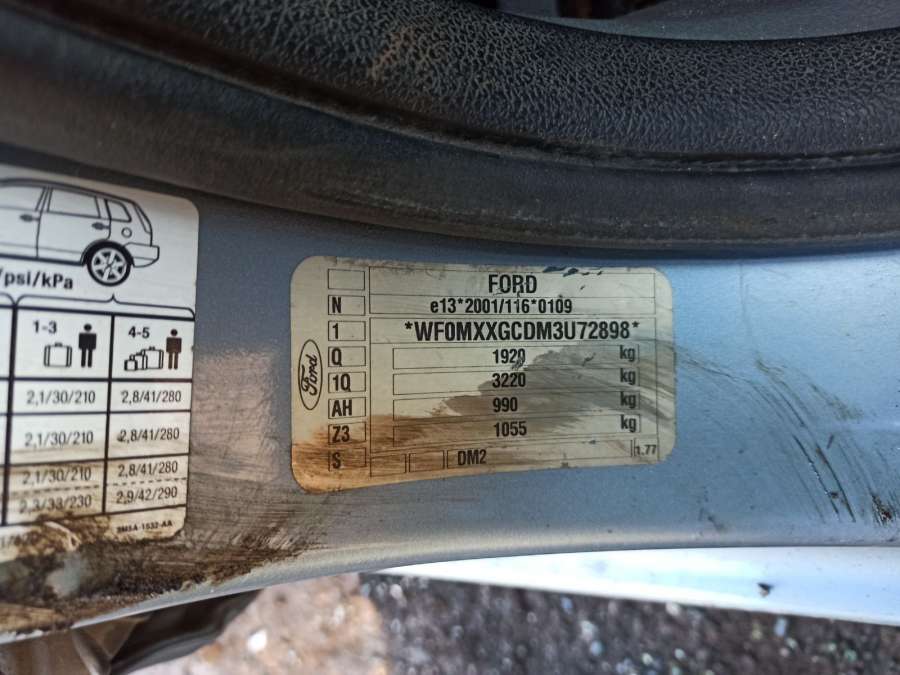 /psi/kPa
1-3
4-5
2,1/30/210
2,8/41/280
2,1/30/210
2,8/41/280
2,1/30/210
2,8/41/280
2,3/33/230
2,9/42/290
FORD
N
e13*2001/116*0109
1
*WF0MXXGCDM3U72898*
Q
1920
kg
1Q
3220
kg
AH
990
kg
Z3
1055
kg
S
DM2
1.77
Ford